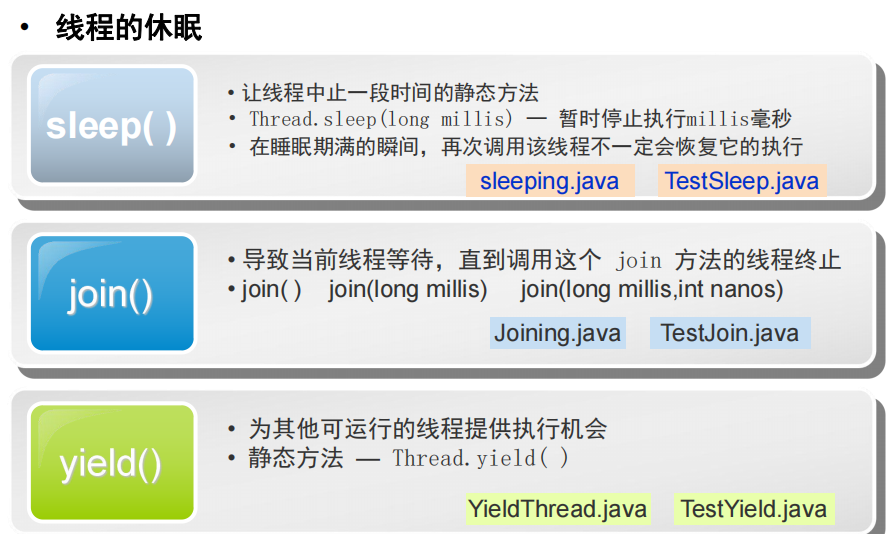 • 线程的休眠
sleep( )
• 让线程中止一段时间的静态方法
• Thread.sleep(long millis) — 暂时停止执行millis毫秒
• 在睡眠期满的瞬间，再次调用该线程不一定会恢复它的执行
sleeping.java TestSleep.java
join()
• 导致当前线程等待，直到调用这个 join 方法的线程终止
• join( ) join(long millis) join(long millis,int nanos)
Joining.java TestJoin.java
yield()
• 为其他可运行的线程提供执行机会
• 静态方法 — Thread.yield( )
YieldThread.java TestYield.java